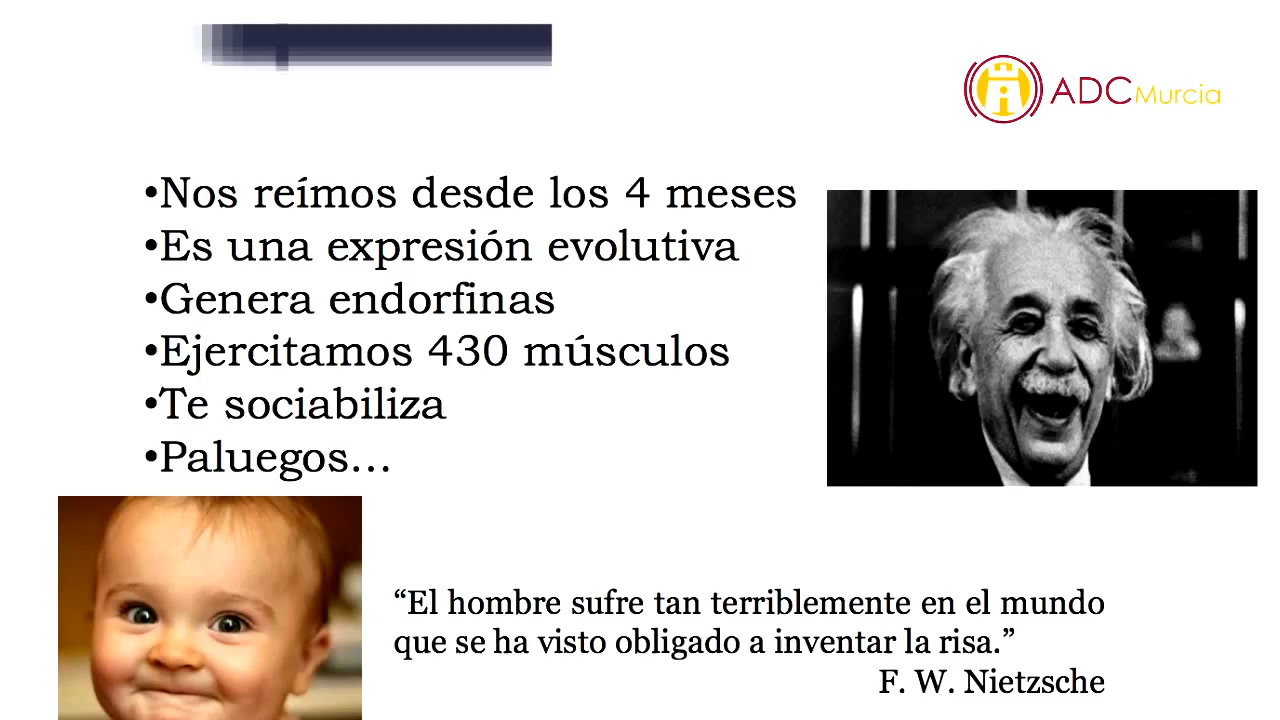 ADCMurcia
•Nos reímos desde los 4 meses
•Es una expresión evolutiva
•Genera endorfinas
•Ejercitamos 430 músculos
•Te sociabiliza
•Paluegos...
“El hombre sufre tan terriblemente en el mundo
que se ha visto obligado a inventar la risa.”
F. W. Nietzsche